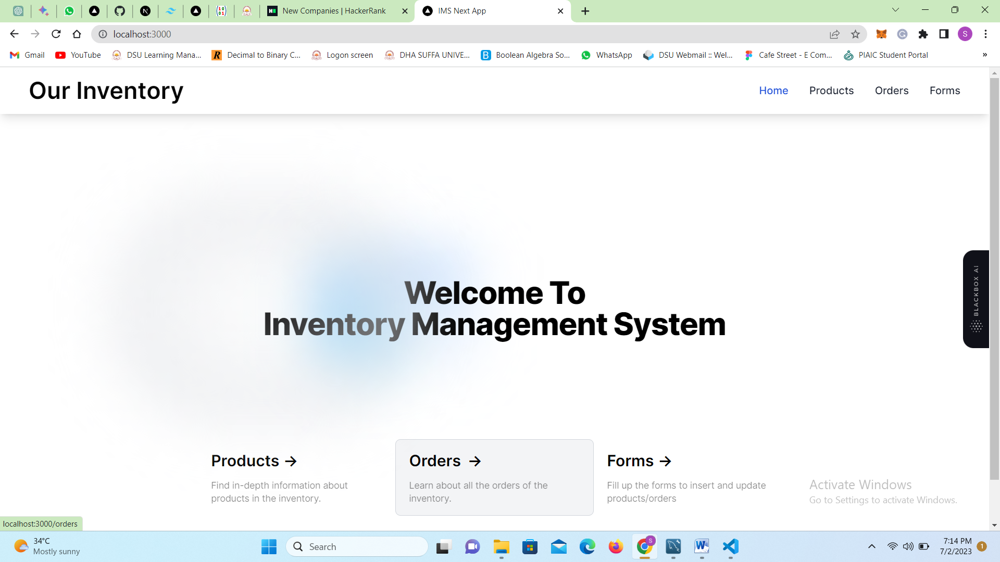 New Companies | HackerRank
IMS Next App
localhost:3000
S
Gmail
YouTube
DSU Learning Mana...
Decimal to Binary C...
Logon screen
DHA SUFFA UNIVE...
Boolean Algebra So...
WhatsApp
DSU Webmail :: Wel...
Cafe Street - E Com...
PIAIC Student Portal
»
Our Inventory
Home
Products
Orders
Forms
BLACKBOX AI
Welcome To
Inventory Management System
Products →
Find in-depth information about
products in the inventory.
Orders →
Learn about all the orders of the
inventory.
Forms →
Fill up the forms to insert and update
products/orders
Activate Windows
Go to Settings to activate Windows.
localhost:3000/orders
34°C
Mostly sunny
Search
7:14 PM
7/2/2023
1